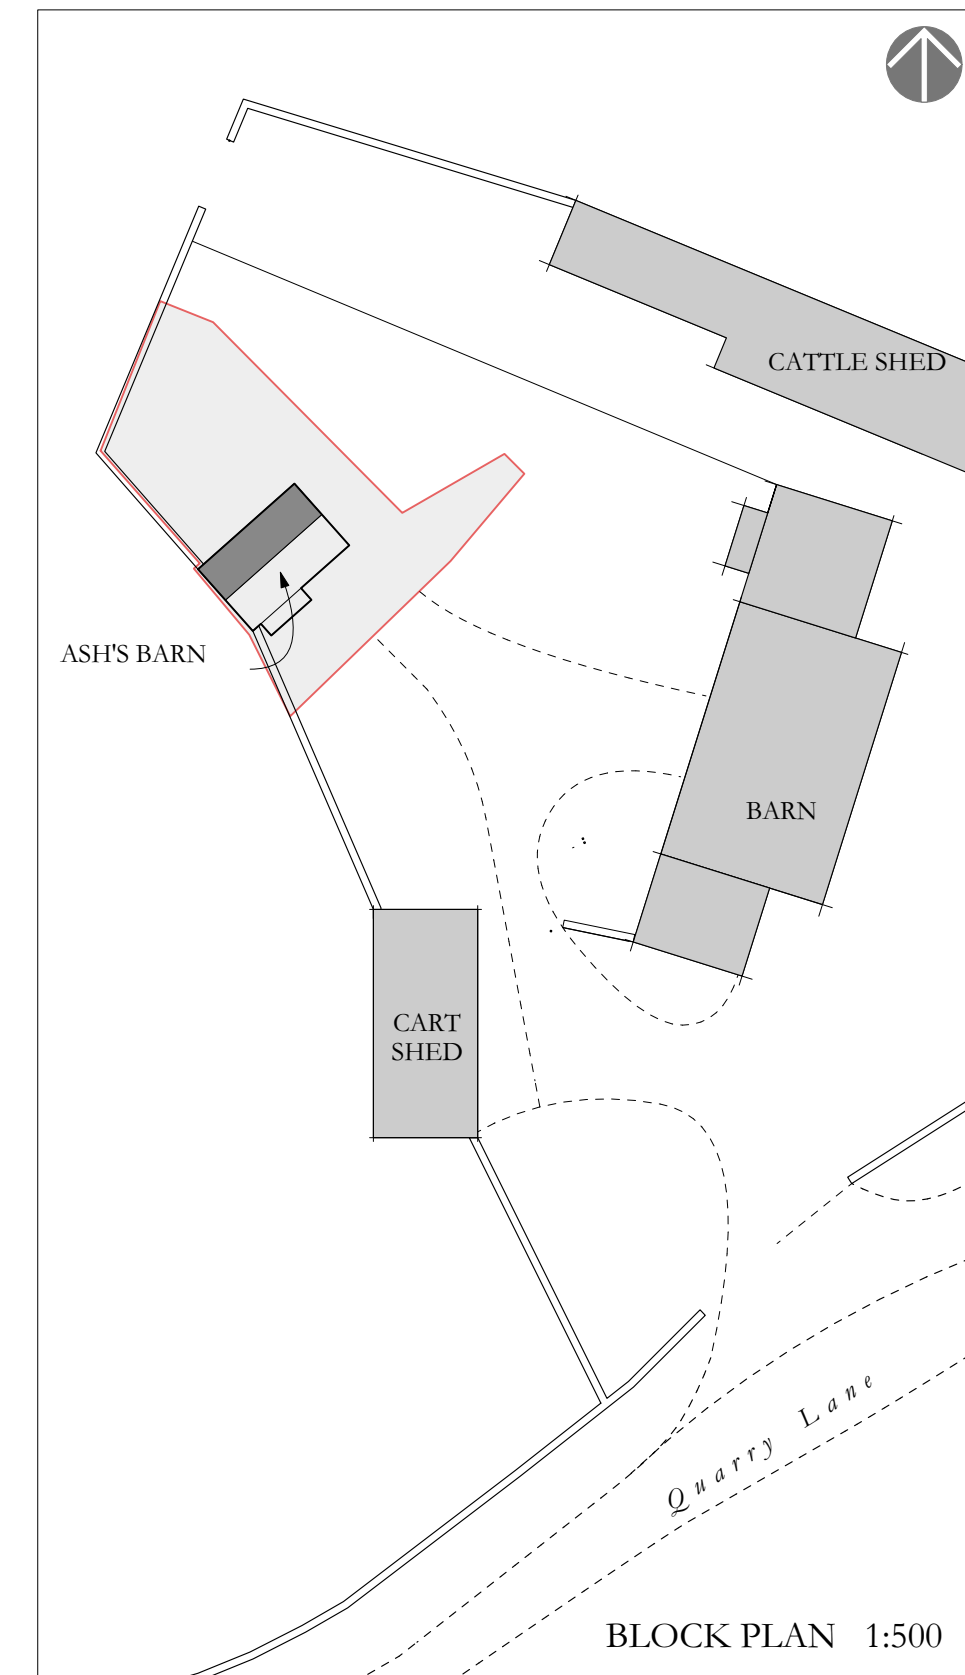 CATTLE SHED
ASH'S BARN
BARN
CART
SHED
Quarry Lane
BLOCK PLAN 1:500